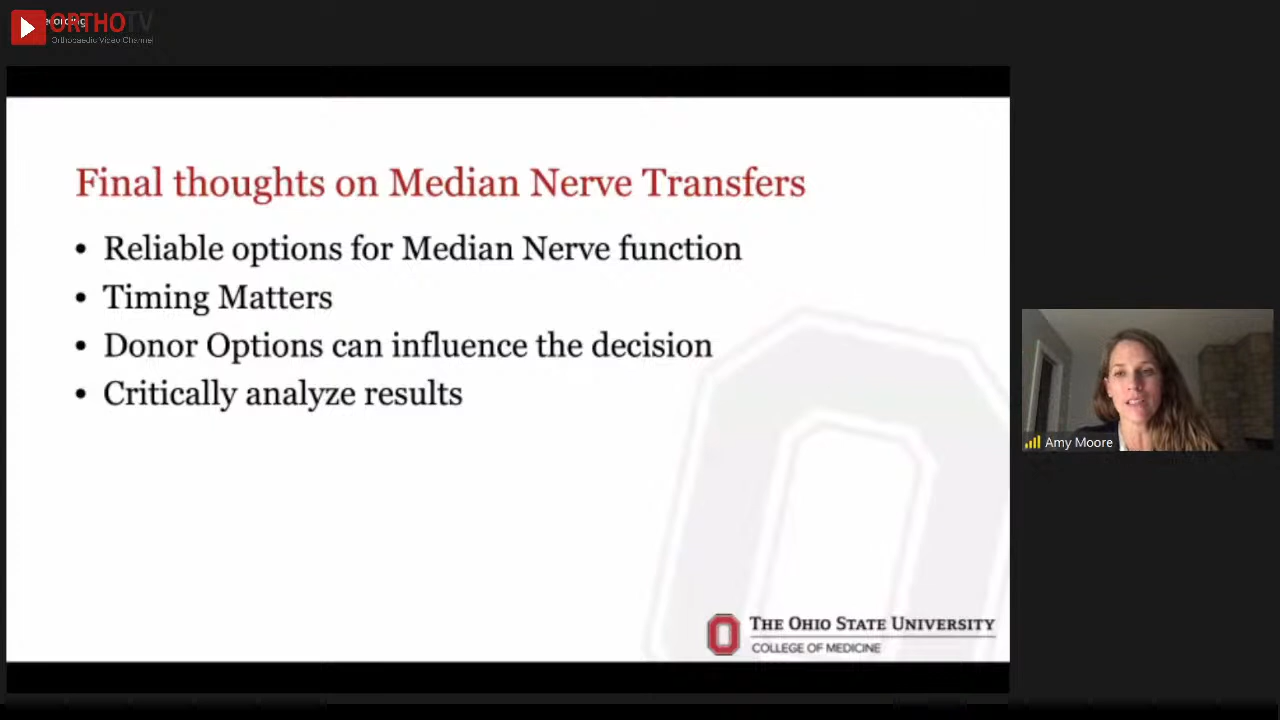 ORTHOTV
Orthopaedic Video Channel
Final thoughts on Median Nerve Transfers
• Reliable options for Median Nerve function
• Timing Matters
• Donor Options can influence the decision
• Critically analyze results
THE OHIO STATE UNIVERSITY
COLLEGE OF MEDICINE
Amy Moore